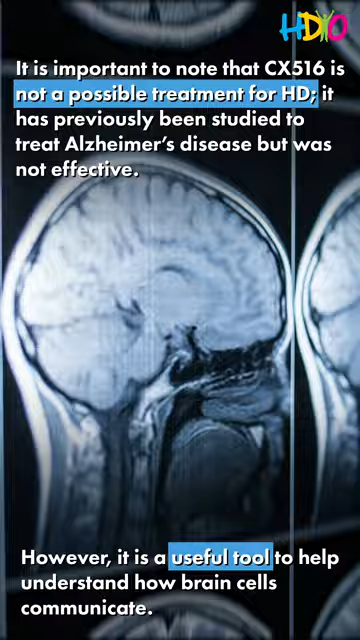 HDYO
It is important to note that CX516 is
not a possible treatment for HD; it
has previously been studied to
treat Alzheimer's disease but was
not effective.
However, it is a useful tool to help
understand how brain cells
communicate.